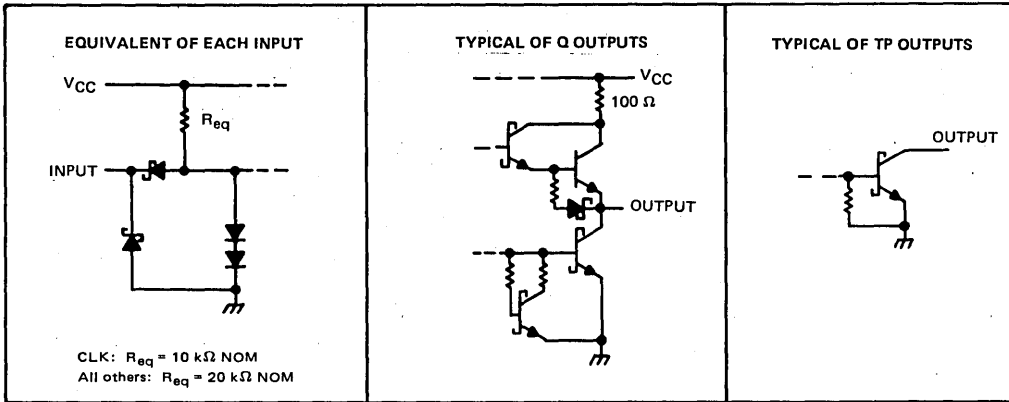 EQUIVALENT OF EACH INPUT
VCC
Req
INPUT
CLK: Req = 10 kΩ NOM
All others: Req = 20 kΩ NOM
TYPICAL OF Q OUTPUTS
VCC
100 Ω
OUTPUT
TYPICAL OF TP OUTPUTS
OUTPUT